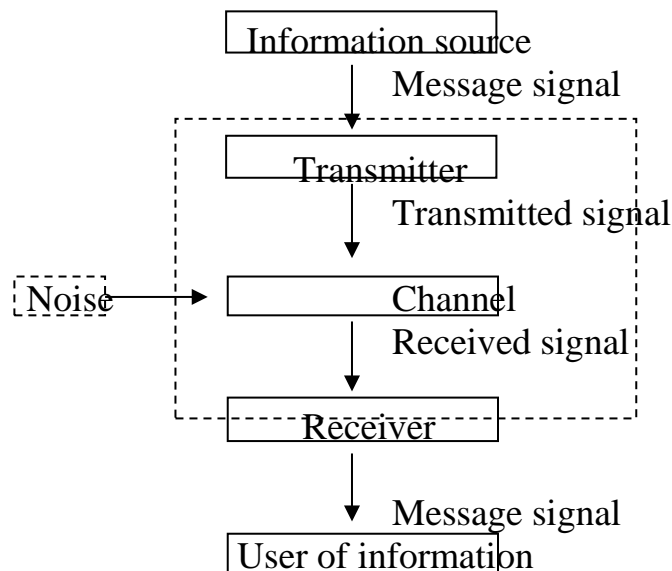 Information source
Message signal
Transmitter
Transmitted signal
Noise
Channel
Received signal
Receiver
Message signal
User of information